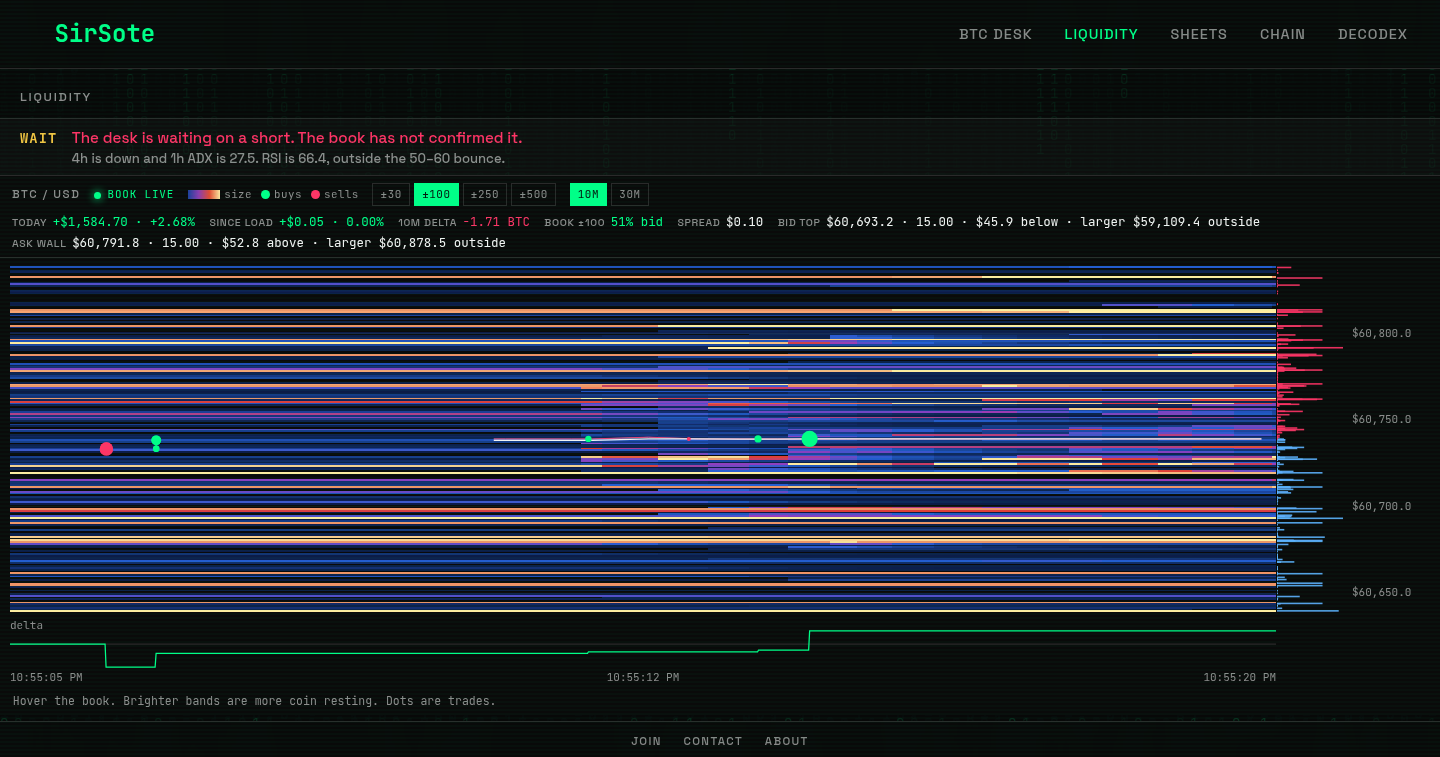 SirSote
BTC DESK LIQUIDITY SHEETS CHAIN DECODEX
LIQUIDITY
WAIT The desk is waiting on a short. The book has not confirmed it.
4h is down and 1h ADX is 27.5. RSI is 66.4, outside the 50–60 bounce.
BTC / USD BOOK LIVE size buys sells ±30 ±100 ±250 ±500 10M 30M
TODAY +$1,584.70 · +2.68% SINCE LOAD +$0.05 · 0.00% 10M DELTA -1.71 BTC BOOK ±100 51% bid SPREAD $0.10 BID TOP $60,693.2 · 15.00 · $45.9 below · larger $59,109.4 outside
ASK WALL $60,791.8 · 15.00 · $52.8 above · larger $60,878.5 outside
$60,800.0
$60,750.0
$60,700.0
$60,650.0
delta
10:55:05 PM 10:55:12 PM 10:55:20 PM
Hover the book. Brighter bands are more coin resting. Dots are trades.
JOIN CONTACT ABOUT